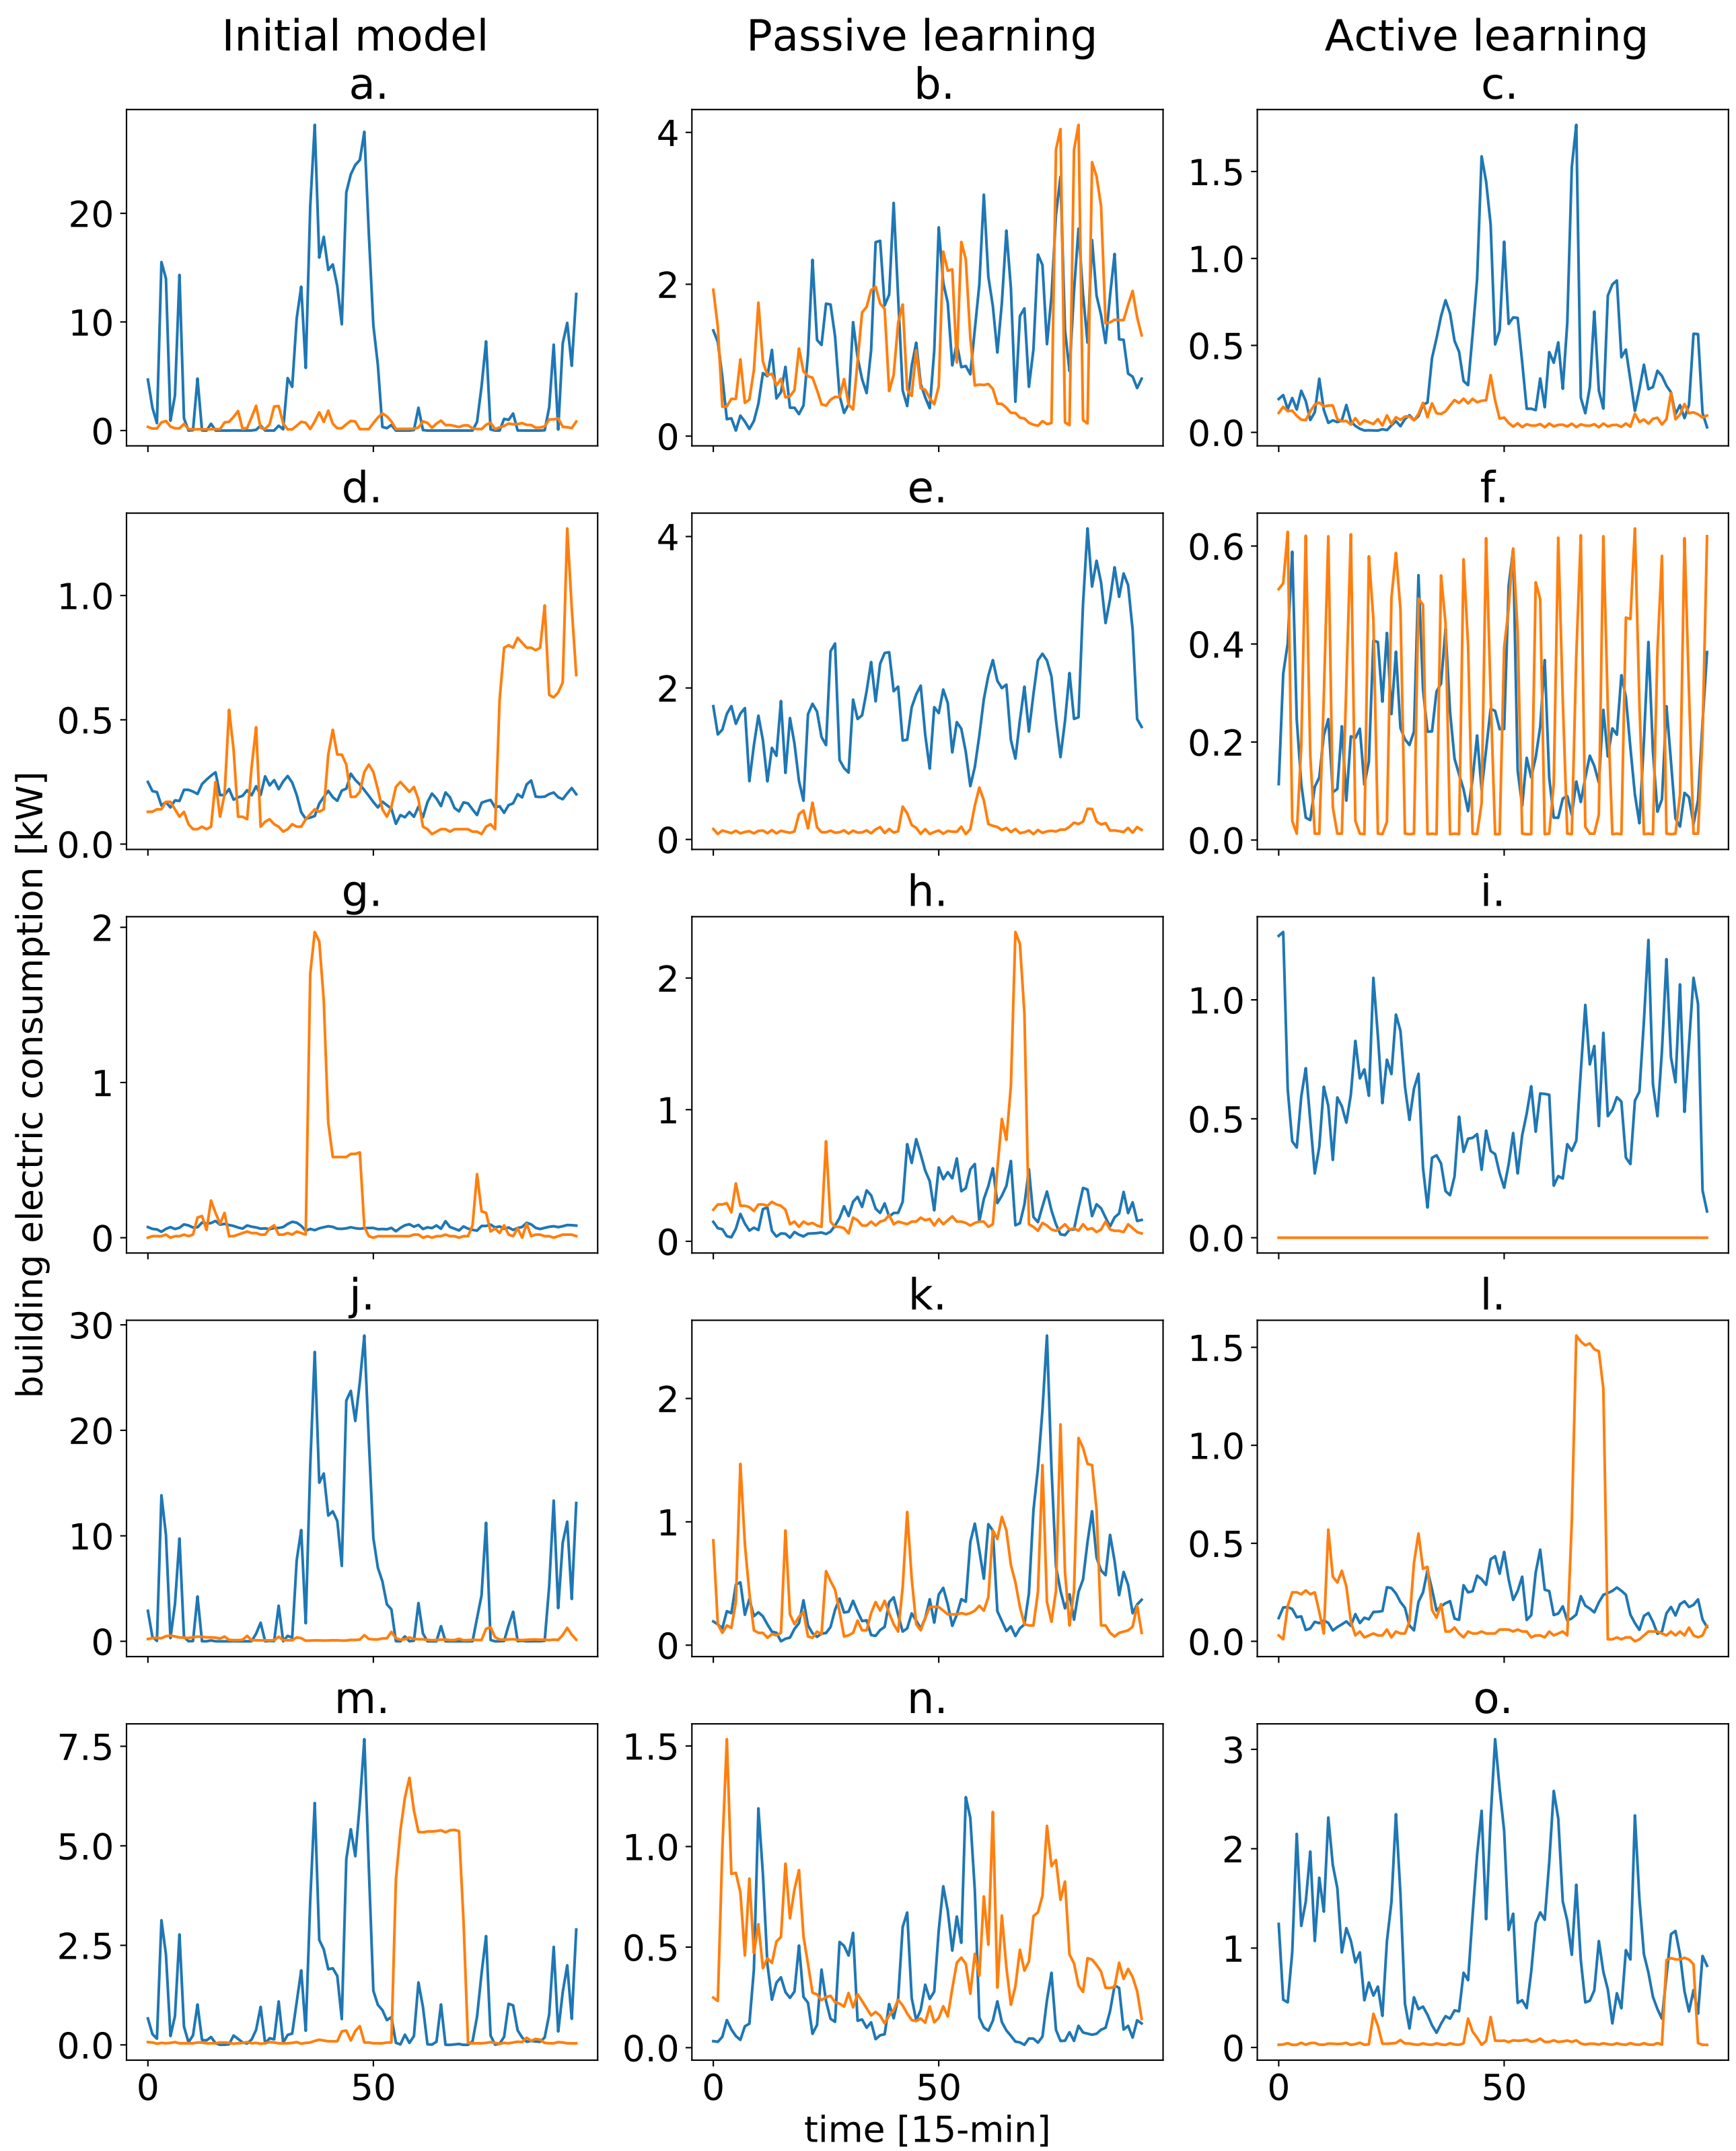 Initial model
Passive learning
Active learning
a.
b.
c.
20
10
0
4
2
0
1.5
1.0
0.5
0.0
d.
e.
f.
1.0
0.5
0.0
4
2
0
0.6
0.4
0.2
0.0
building electric consumption [kW]
g.
h.
i.
2
1
0
2
1
0
1.0
0.5
0.0
j.
k.
l.
30
20
10
0
2
1
0
1.5
1.0
0.5
0.0
m.
n.
o.
7.5
5.0
2.5
0.0
1.5
1.0
0.5
0.0
3
2
1
0
0 50
0 50
0 50
time [15-min]